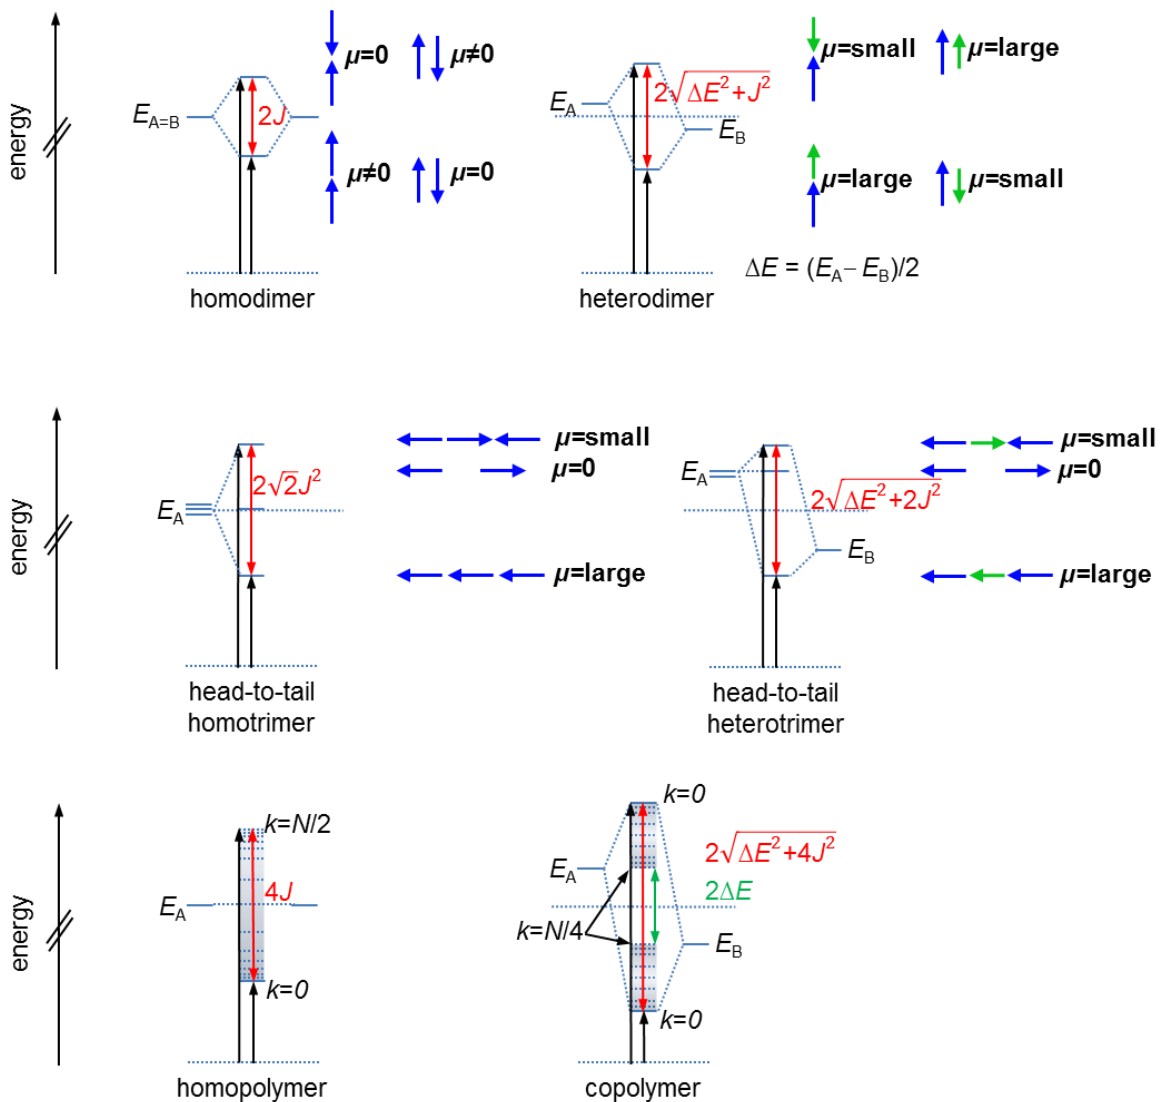 energy
E_A=B
2J
μ=0
μ≠0
μ≠0
μ=0
homodimer
E_A
2√ΔE²+J²
E_B
μ=small
μ=large
μ=large
μ=small
ΔE = (E_A − E_B)/2
heterodimer
energy
E_A
2√2J²
μ=small
μ=0
μ=large
head-to-tail
homotrimer
E_A
2√ΔE²+2J²
E_B
μ=small
μ=0
μ=large
head-to-tail
heterotrimer
energy
k=N/2
E_A
4J
k=0
homopolymer
k=0
E_A
2√ΔE²+4J²
2ΔE
k=N/4
E_B
k=0
copolymer